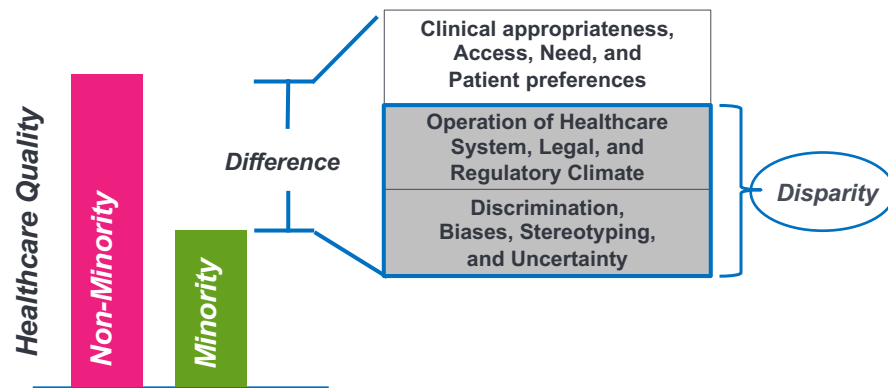 Healthcare Quality
Non-Minority
Minority
Difference
Clinical appropriateness,
Access, Need, and
Patient preferences
Operation of Healthcare
System, Legal, and
Regulatory Climate
Discrimination,
Biases, Stereotyping,
and Uncertainty
Disparity